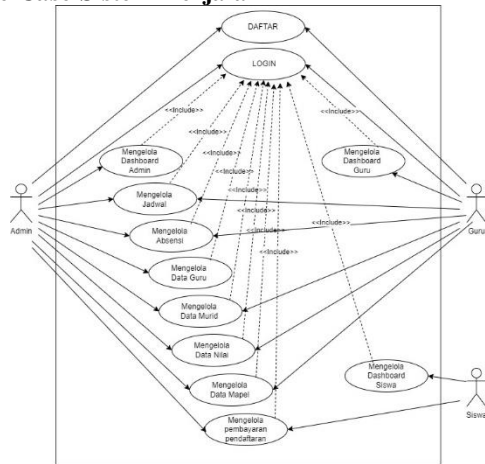 DAFTAR
LOGIN
<<Include>>
<<Include>>
Mengelola
Dashboard
Admin
<<Include>>
Mengelola
Dashboard
Guru
<<Include>>
Mengelola
Jadwal
<<Include>>
Admin
Guru
<<Include>>
<<Include>>
Mengelola
Absensi
<<Include>>
<<Include>>
Mengelola
Data Guru
Mengelola
Data Murid
Mengelola
Data Nilai
Mengelola
Dashboard
Siswa
Mengelola
Data Mapel
Siswa
Mengelola
pembayaran
pendaftaran